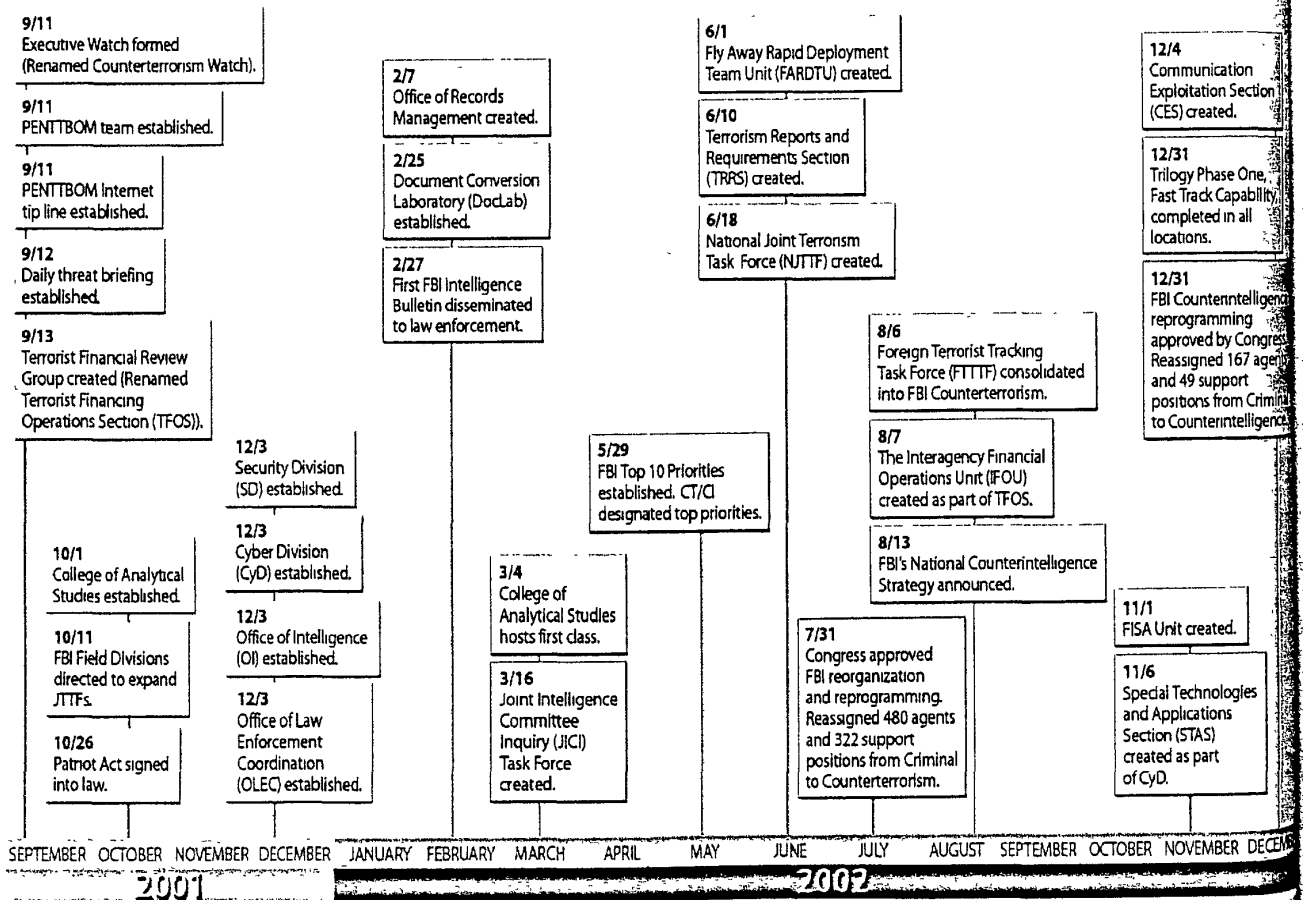 9/11
Executive Watch formed
(Renamed Counterterrorism Watch).
9/11
PENTTBOM team established.
9/11
PENTTBOM Internet
tip line established.
9/12
Daily threat briefing
established.
9/13
Terrorist Financial Review
Group created (Renamed
Terrorist Financing
Operations Section (TFOS)).
10/1
College of Analytical
Studies established.
10/11
FBI Field Divisions
directed to expand
JTTFs.
10/26
Patriot Act signed
into law.
12/3
Security Division
(SD) established.
12/3
Cyber Division
(CyD) established.
12/3
Office of Intelligence
(OI) established.
12/3
Office of Law
Enforcement
Coordination
(OLEC) established.
2/7
Office of Records
Management created.
2/25
Document Conversion
Laboratory (DocLab)
established.
2/27
First FBI Intelligence
Bulletin disseminated
to law enforcement.
3/4
College of
Analytical Studies
hosts first class.
3/16
Joint Intelligence
Committee
Inquiry (JICI)
Task Force
created.
5/29
FBI Top 10 Priorities
established. CT/CI
designated top priorities.
6/1
Fly Away Rapid Deployment
Team Unit (FARDTU) created.
6/10
Terrorism Reports and
Requirements Section
(TRRS) created.
6/18
National Joint Terrorism
Task Force (NJTTF) created.
7/31
Congress approved
FBI reorganization
and reprogramming.
Reassigned 480 agents
and 322 support
positions from Criminal
to Counterterrorism.
8/6
Foreign Terrorist Tracking
Task Force (FTTTF) consolidated
into FBI Counterterrorism.
8/7
The Interagency Financial
Operations Unit (IFOU)
created as part of TFOS.
8/13
FBI's National Counterintelligence
Strategy announced.
11/1
FISA Unit created.
11/6
Special Technologies
and Applications
Section (STAS)
created as part
of CyD.
12/4
Communication
Exploitation Section
(CES) created.
12/31
Trilogy Phase One,
Fast Track Capability
completed in all
locations.
12/31
FBI Counterintelligence
reprogramming
approved by Congress
Reassigned 167 agents
and 49 support
positions from Criminal
to Counterintelligence
SEPTEMBER OCTOBER NOVEMBER DECEMBER JANUARY FEBRUARY MARCH APRIL MAY JUNE JULY AUGUST SEPTEMBER OCTOBER NOVEMBER DECEM
2001 2002